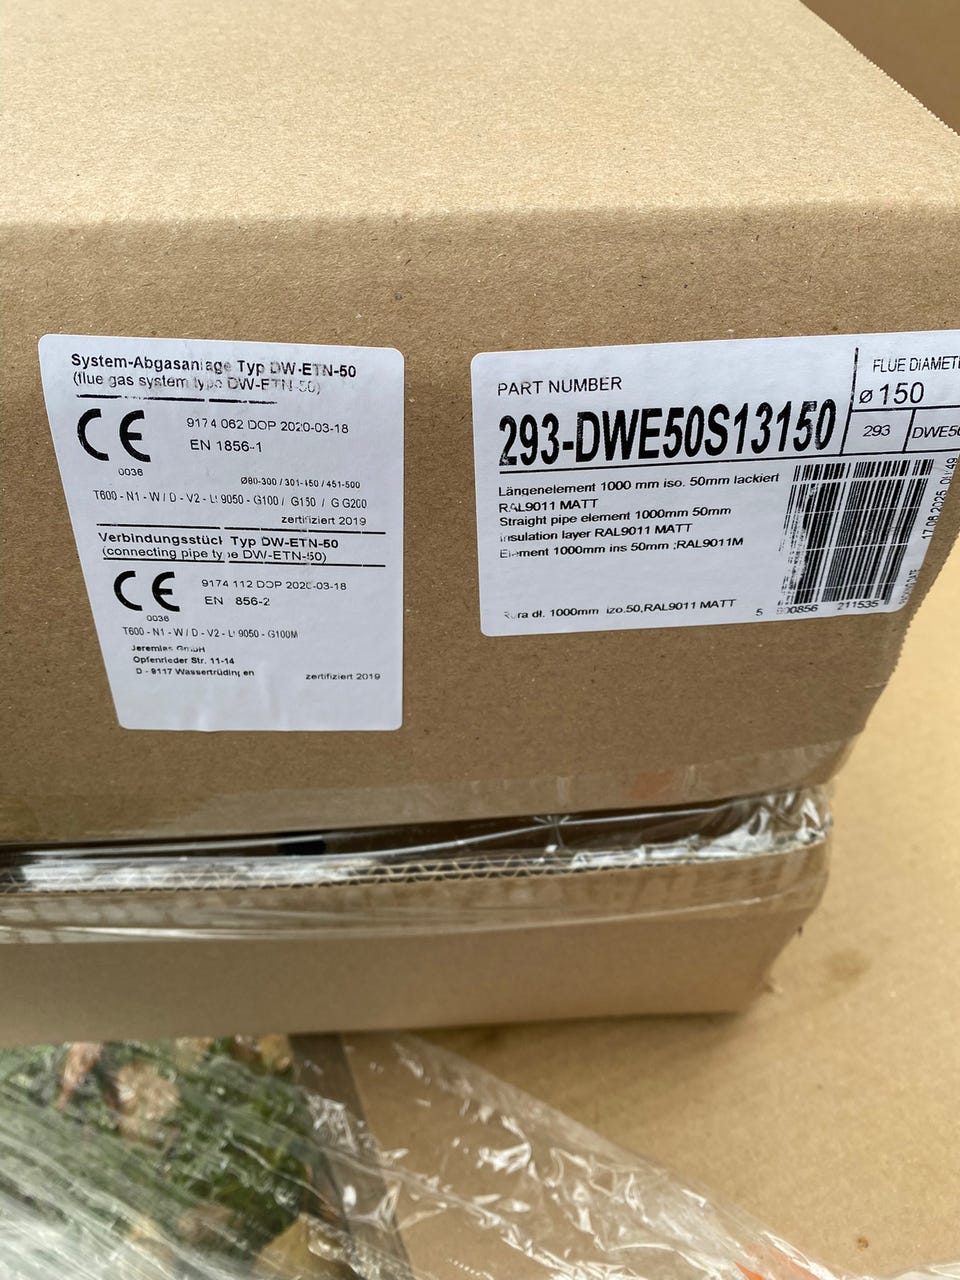 System-Abgasanlage Typ DW-ETN-50
(flue gas system type DW-ETN-50)
CE
9174 062 DOP 2020-03-18
EN 1856-1
0036
Ø80-300 / 301-450 / 451-500
T600 - N1 - W / D - V2 - L 9050 - G100 / G150 / G G200
zertifiziert 2019
Verbindungsstück Typ DW-ETN-50
(connecting pipe type DW-ETN-50)
CE
9174 112 DOP 2020-03-18
EN 856-2
0036
T600 - N1 - W / D - V2 - L 9050 - G100M
Jeremias GmbH
Opfenrieder Str. 11-14
D - 9117 Wassertrüdingen
zertifiziert 2019
PART NUMBER
293-DWE50S13150
FLUE DIAMETE
Ø 150
293
DWE50
Längenelement 1000 mm iso. 50mm lackiert
RAL9011 MATT
Straight pipe element 1000mm 50mm
insulation layer RAL9011 MATT
Element 1000mm ins 50mm ;RAL9011M
Rura dł. 1000mm izo.50,RAL9011 MATT
5 900856 211535
17.06.2025